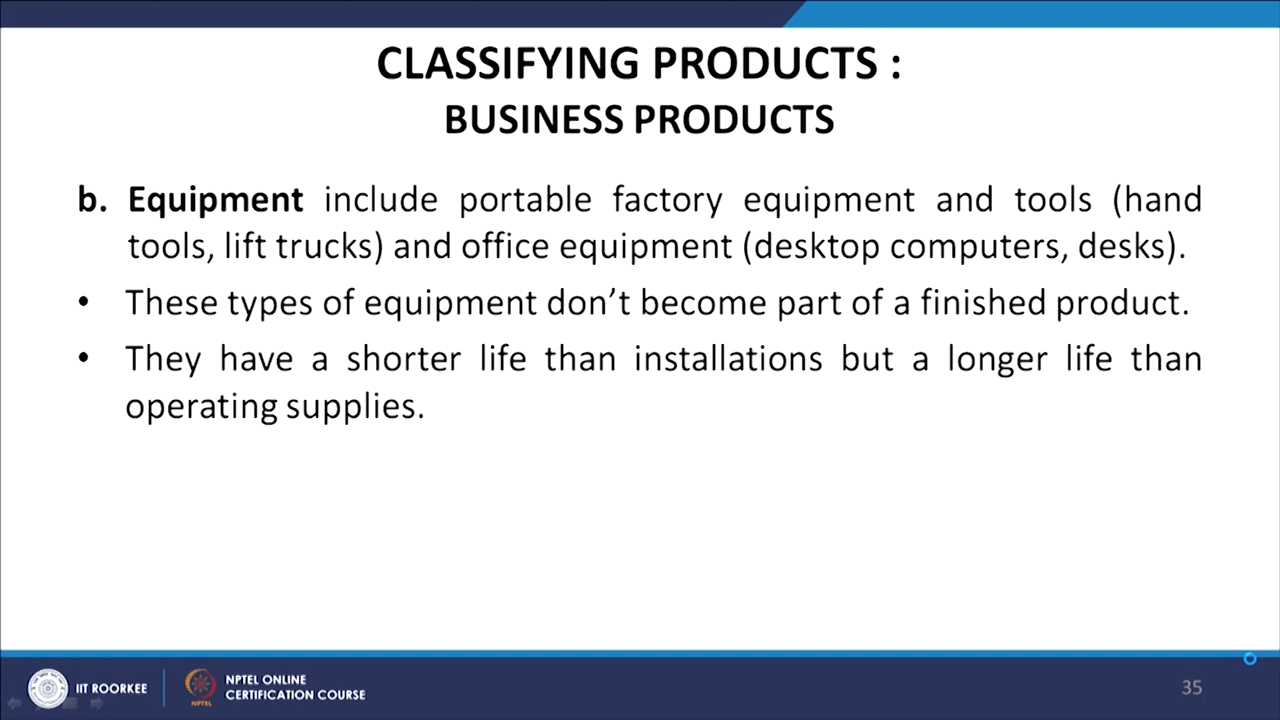 CLASSIFYING PRODUCTS :
BUSINESS PRODUCTS
b. Equipment include portable factory equipment and tools (hand
tools, lift trucks) and office equipment (desktop computers, desks).
• These types of equipment don’t become part of a finished product.
• They have a shorter life than installations but a longer life than
operating supplies.
IIT ROORKEE
NPTEL
NPTEL ONLINE
CERTIFICATION COURSE
35